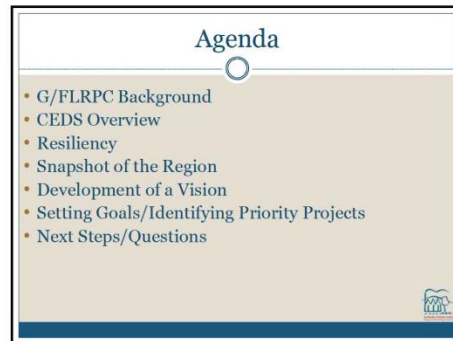 Agenda
• G/FLRPC Background
• CEDS Overview
• Resiliency
• Snapshot of the Region
• Development of a Vision
• Setting Goals/Identifying Priority Projects
• Next Steps/Questions